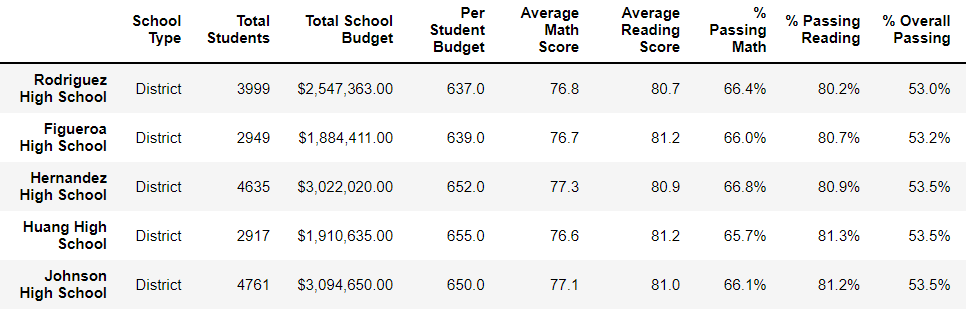 School Type Total Students Total School Budget Per Student Budget Average Math Score Average Reading Score % Passing Math % Passing Reading % Overall Passing
Rodriguez High School District 3999 $2,547,363.00 637.0 76.8 80.7 66.4% 80.2% 53.0%
Figueroa High School District 2949 $1,884,411.00 639.0 76.7 81.2 66.0% 80.7% 53.2%
Hernandez High School District 4635 $3,022,020.00 652.0 77.3 80.9 66.8% 80.9% 53.5%
Huang High School District 2917 $1,910,635.00 655.0 76.6 81.2 65.7% 81.3% 53.5%
Johnson High School District 4761 $3,094,650.00 650.0 77.1 81.0 66.1% 81.2% 53.5%